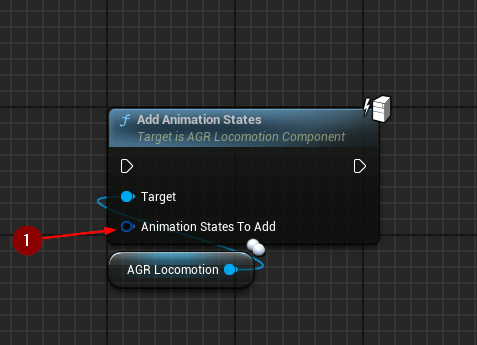 f Add Animation States
Target is AGR Locomotion Component
Target
1
Animation States To Add
AGR Locomotion